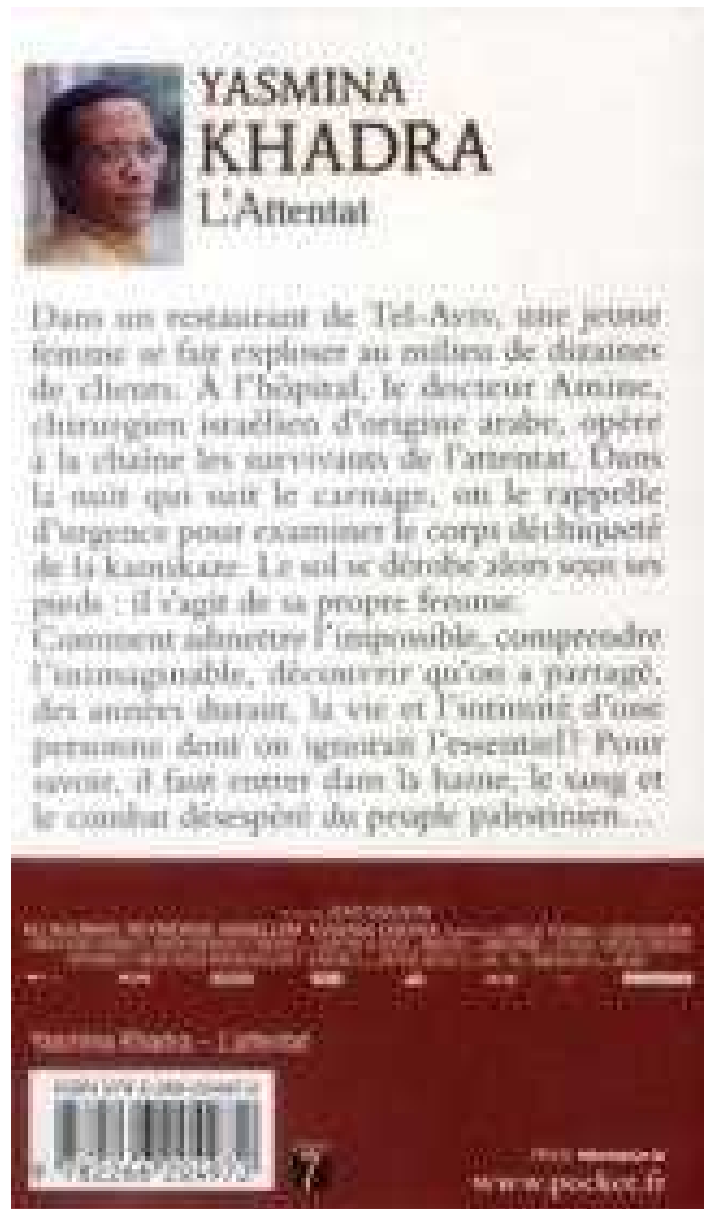 YASMINA
KHADRA
L'Attentat
Dans un restaurant de Tel-Aviv, une jeune
femme se fait exploser au milieu de dizaines
de clients. À l'hôpital, le docteur Amine,
chirurgien israélien d'origine arabe, opère
à la chaîne les survivants de l'attentat. Dans
la nuit qui suit le carnage, on le rappelle
d'urgence pour examiner le corps déchiqueté
de la kamikaze. Le sol se dérobe alors sous ses
pieds : il s'agit de sa propre femme.
Comment admettre l'impossible, comprendre
l'inimaginable, découvrir qu'on a partagé,
des années durant, la vie et l'intimité d'une
personne dont on ignorait l'essentiel ? Pour
savoir, il faut entrer dans la haine, le sang et
le combat désespéré du peuple palestinien...
Yasmina Khadra - L'attentat
9 782266 204972
www.pocket.fr